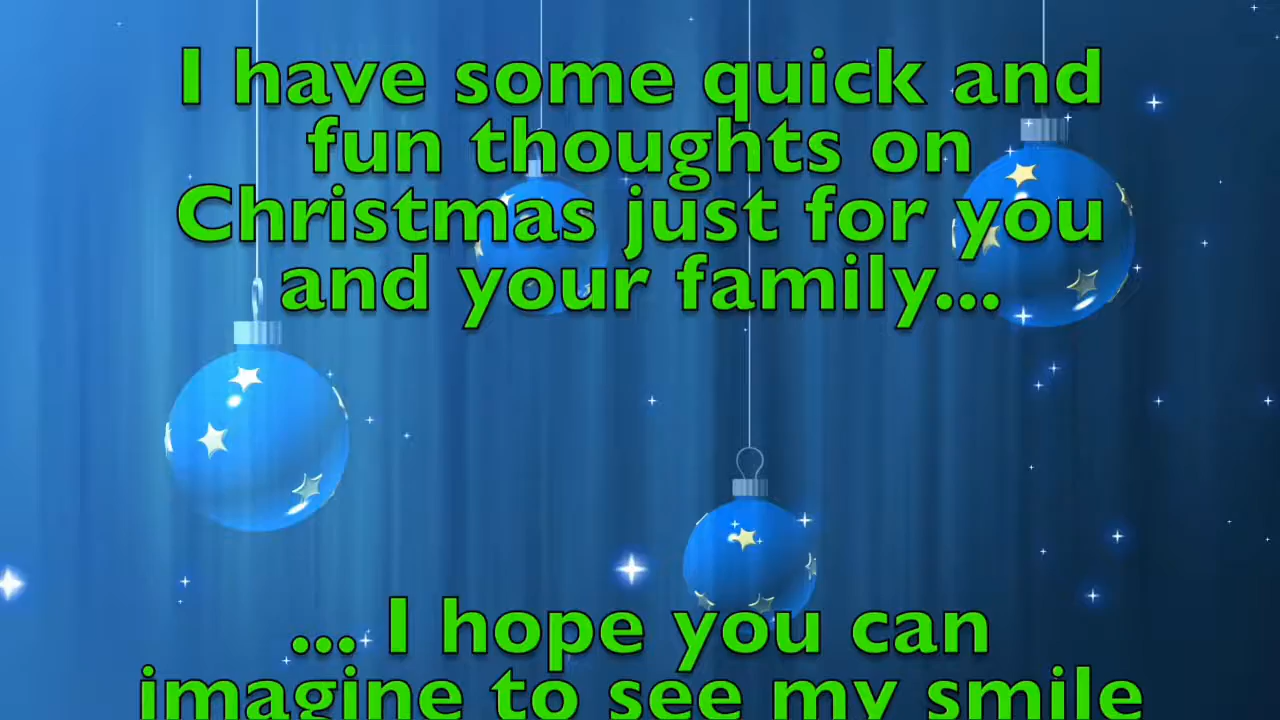 I have some quick and
fun thoughts on
Christmas just for you
and your family...
... I hope you can
imagine to see my smile